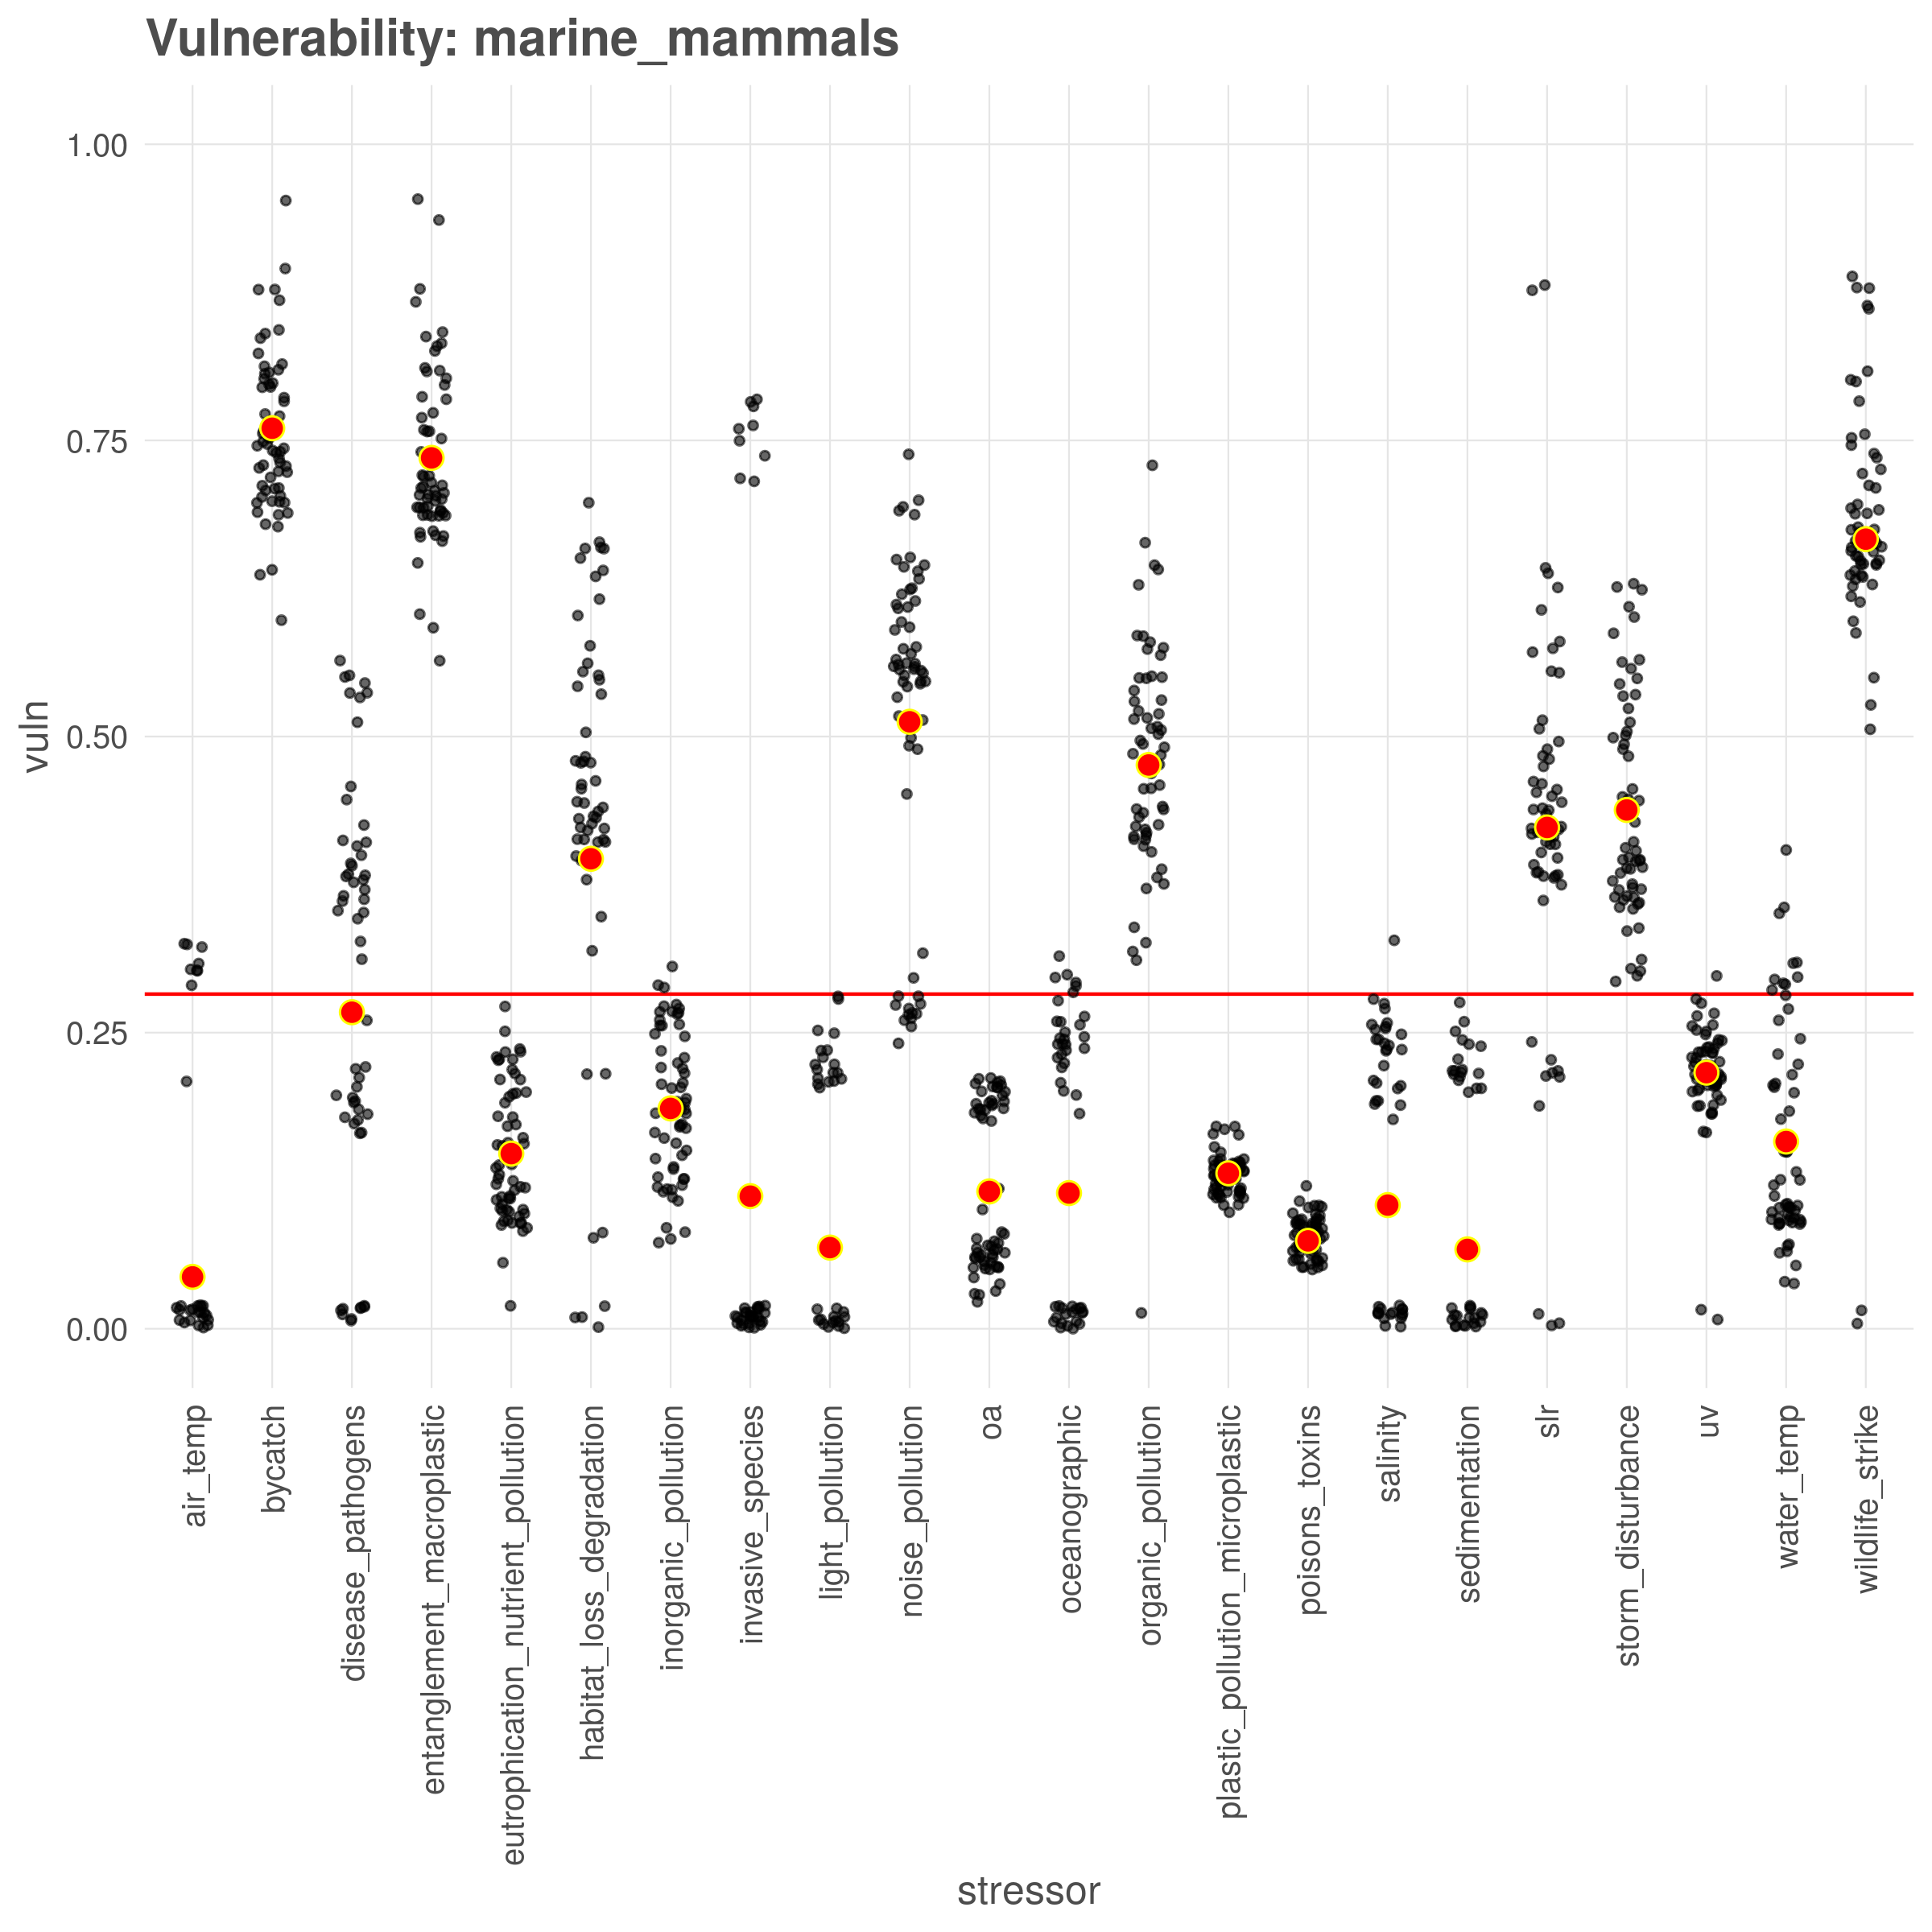 Vulnerability: marine_mammals
1.00
0.75
0.50
0.25
0.00
vuln
air_temp
bycatch
disease_pathogens
entanglement_macroplastic
eutrophication_nutrient_pollution
habitat_loss_degradation
inorganic_pollution
invasive_species
light_pollution
noise_pollution
oa
oceanographic
organic_pollution
plastic_pollution_microplastic
poisons_toxins
salinity
sedimentation
slr
storm_disturbance
uv
water_temp
wildlife_strike
stressor